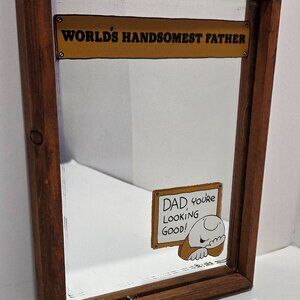 WORLD'S HANDSOMEST FATHER
DAD, YOU'RE
LOOKING
GOOD!